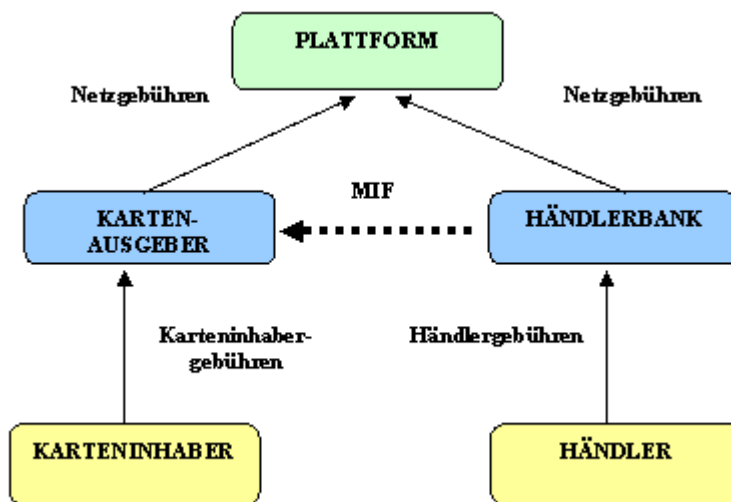 PLATTFORM
Netzgebühren
Netzgebühren
MIF
KARTEN-
AUSGEBER
HÄNDLERBANK
Karteninhaber-
gebühren
Händlergebühren
KARTENINHABER
HÄNDLER